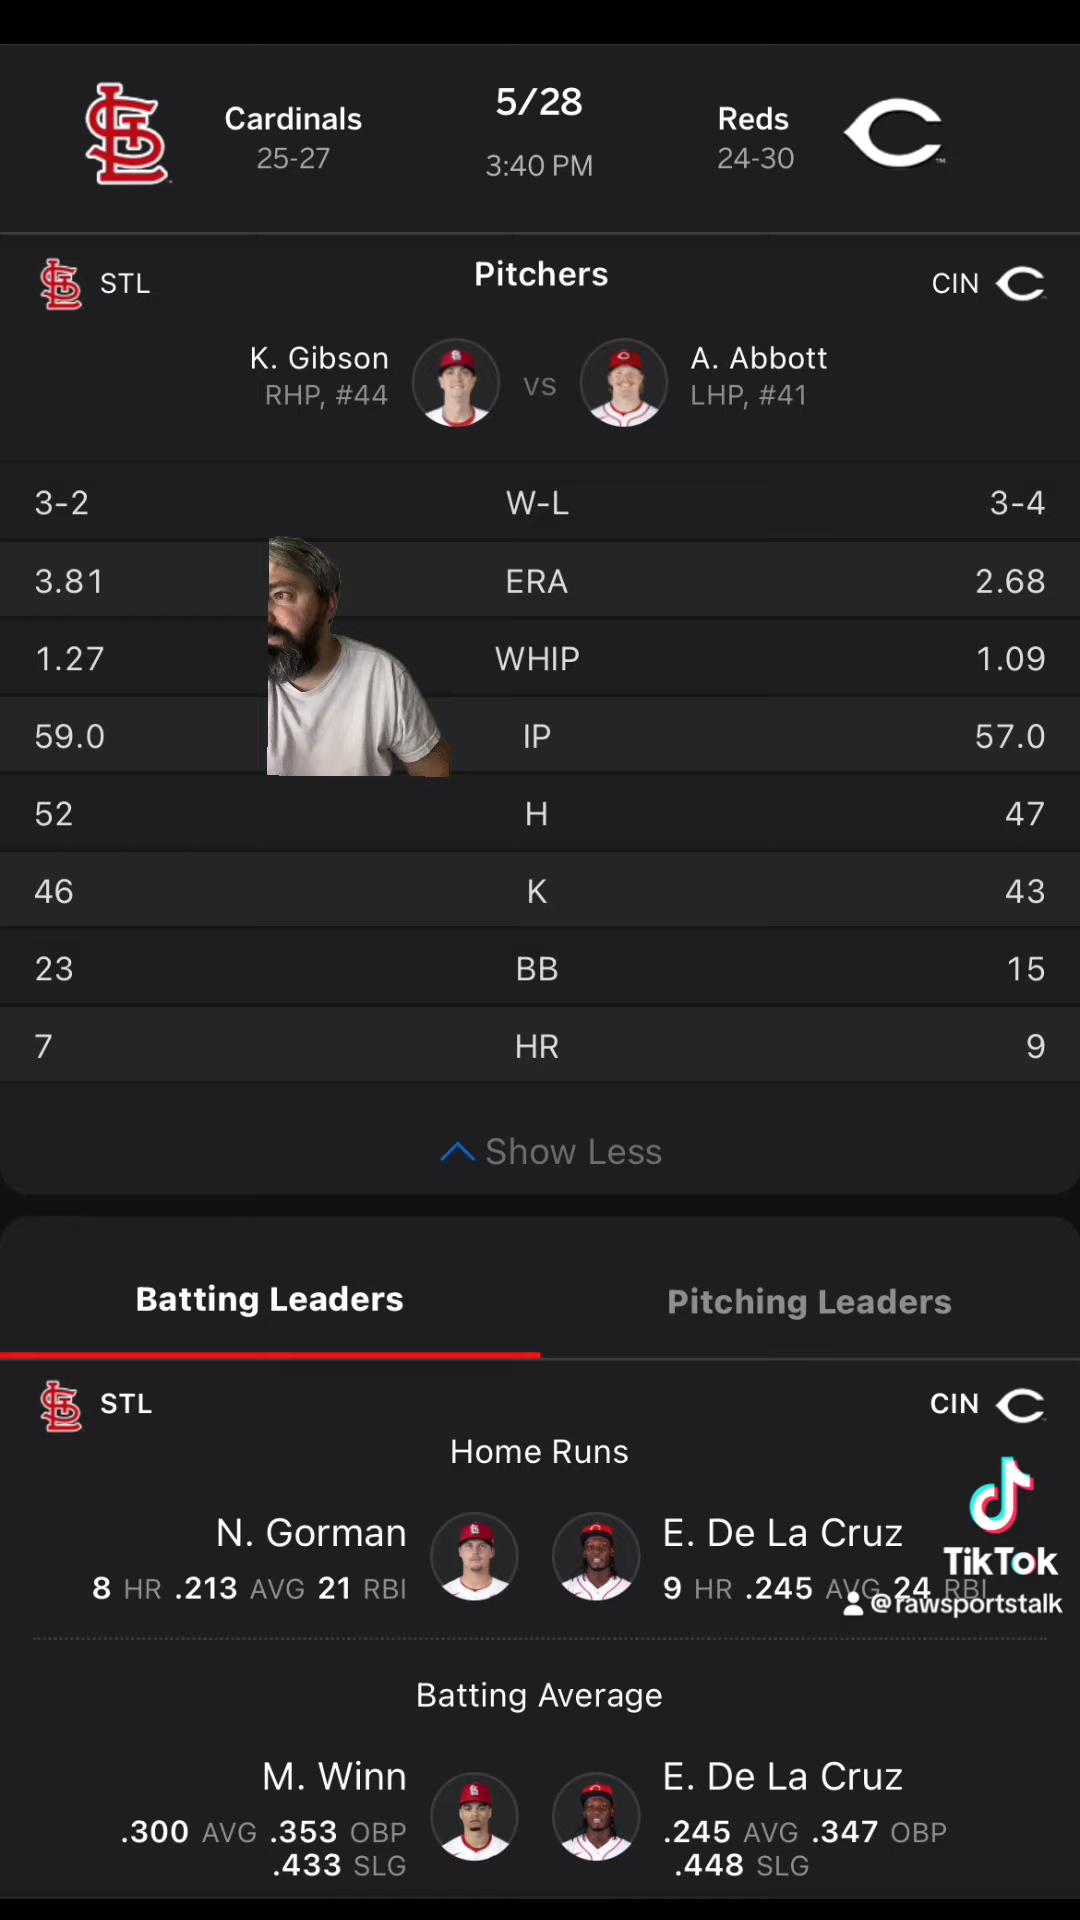 Cardinals
25-27
5/28
3:40 PM
Reds
24-30
STL
Pitchers
CIN
K. Gibson
RHP, #44
VS
A. Abbott
LHP, #41
3-2 W-L 3-4
3.81 ERA 2.68
1.27 WHIP 1.09
59.0 IP 57.0
52 H 47
46 K 43
23 BB 15
7 HR 9
Show Less
Batting Leaders
Pitching Leaders
STL
CIN
Home Runs
N. Gorman
8 HR .213 AVG 21 RBI
E. De La Cruz
9 HR .245 AVG 24 RBI
TikTok
@rawsportstalk
Batting Average
M. Winn
.300 AVG .353 OBP
.433 SLG
E. De La Cruz
.245 AVG .347 OBP
.448 SLG